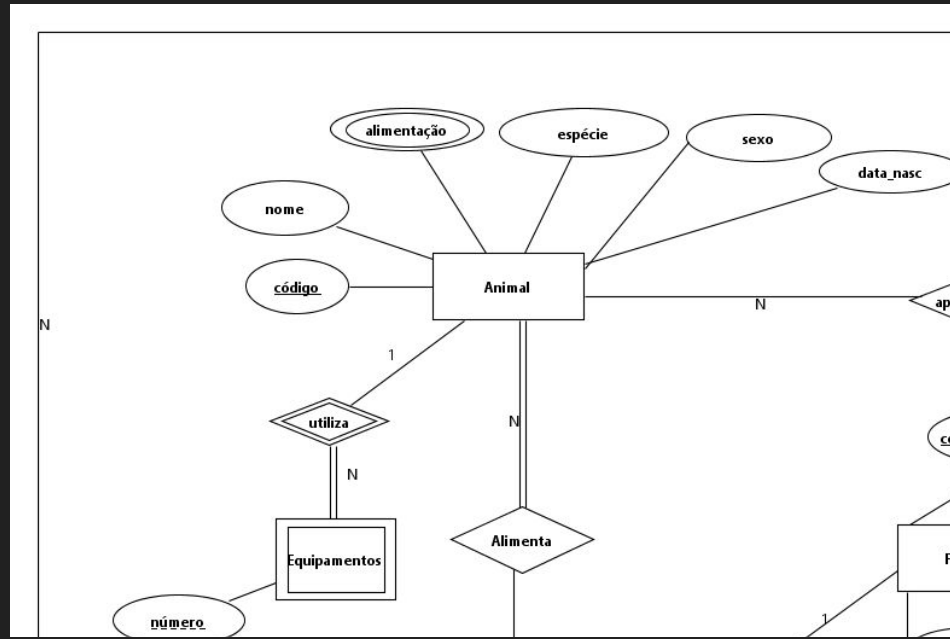 alimentação
espécie
sexo
data_nasc
nome
código
Animal
N
N
1
utiliza
N
N
Equipamentos
Alimenta
número
1